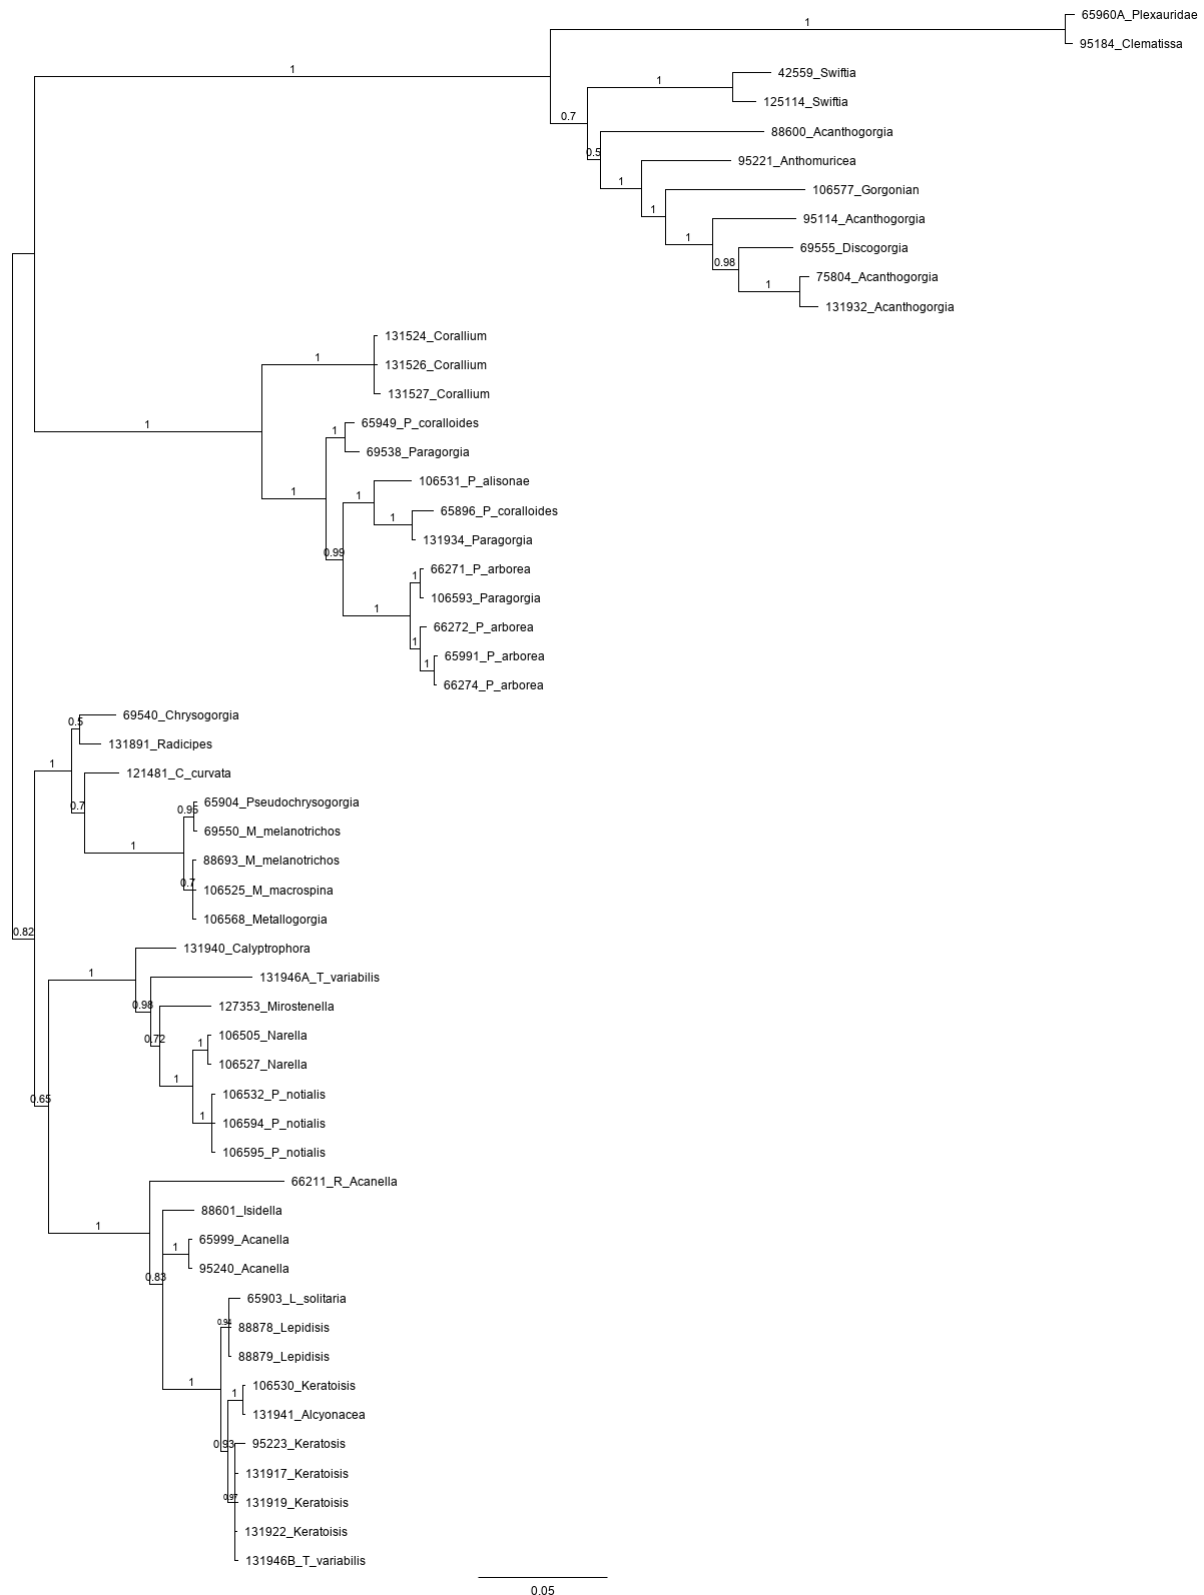 65960A_Plexauridae
1
95184_Clematissa
1
42559_Swiftia
1
125114_Swiftia
0.7
88600_Acanthogorgia
0.5
95221_Anthomuricea
1
106577_Gorgonian
1
95114_Acanthogorgia
1
69555_Discogorgia
0.98
75804_Acanthogorgia
1
131932_Acanthogorgia
131524_Corallium
1
131526_Corallium
131527_Corallium
65949_P_coralloides
1
1
69538_Paragorgia
106531_P_alisonae
1
1
65896_P_coralloides
1
131934_Paragorgia
0.99
66271_P_arborea
1
106593_Paragorgia
1
66272_P_arborea
1
65991_P_arborea
1
66274_P_arborea
69540_Chrysogorgia
0.5
131891_Radicipes
1
121481_C_curvata
65904_Pseudochrysogorgia
0.7
0.95
69550_M_melanotrichos
1
88693_M_melanotrichos
0.7
106525_M_macrospina
106568_Metallogorgia
0.82
131940_Calyptrophora
1
131946A_T_variabilis
0.98
127353_Mirostenella
106505_Narella
0.72
1
106527_Narella
1
106532_P_notialis
0.65
1
106594_P_notialis
106595_P_notialis
66211_R_Acanella
88601_Isidella
1
65999_Acanella
1
95240_Acanella
0.83
65903_L_solitaria
0.94
88878_Lepidisis
88879_Lepidisis
1
106530_Keratoisis
1
131941_Alcyonacea
0.93
95223_Keratosis
131917_Keratoisis
0.97
131919_Keratoisis
131922_Keratoisis
131946B_T_variabilis
0.05